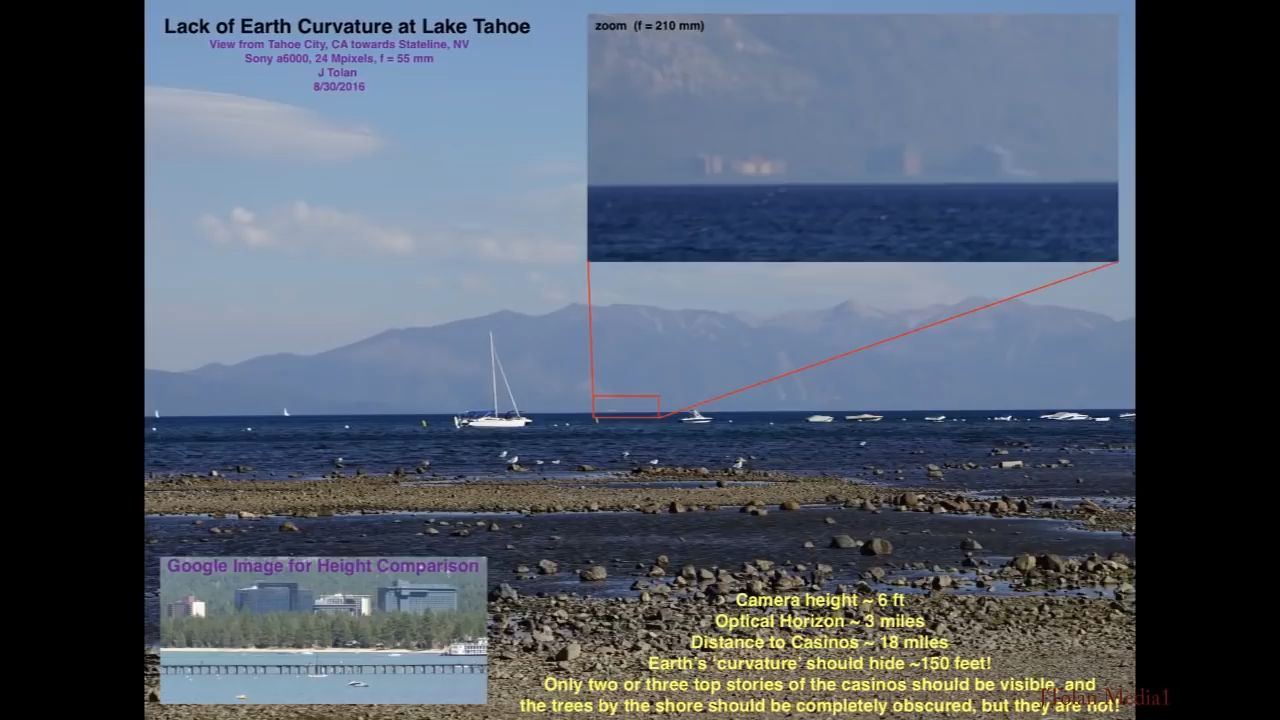 Lack of Earth Curvature at Lake Tahoe
View from Tahoe City, CA towards Stateline, NV
Sony a6000, 24 Mpixels, f = 55 mm
J Tolan
8/30/2016
zoom (f = 210 mm)
Google Image for Height Comparison
Camera height ~ 6 ft
Optical Horizon ~ 3 miles
Distance to Casinos ~ 18 miles
Earth's 'curvature' should hide ~150 feet!
Only two or three top stories of the casinos should be visible, and
the trees by the shore should be completely obscured, but they are not!
JTolan Media1